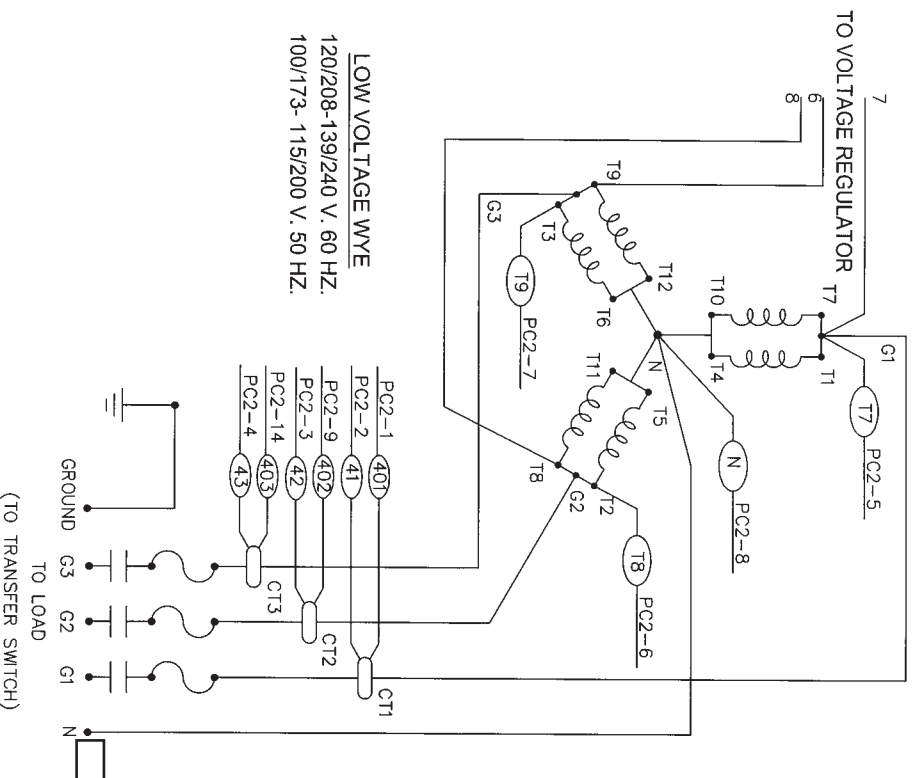 TO VOLTAGE REGULATOR
7
6
8
G1
T7
T1
T7
PC2-5
T10
T4
T9
T12
N
N
PC2-8
G3
T3
T6
T9
PC2-7
T11
T5
T8
G2
T2
T8
PC2-6
LOW VOLTAGE WYE
120/208-139/240 V. 60 HZ.
100/173- 115/200 V. 50 HZ.
PC2-1
401
PC2-2
41
CT1
PC2-9
402
PC2-3
42
CT2
PC2-14
403
PC2-4
43
CT3
GROUND
G3
G2
G1
N
TO LOAD
(TO TRANSFER SWITCH)